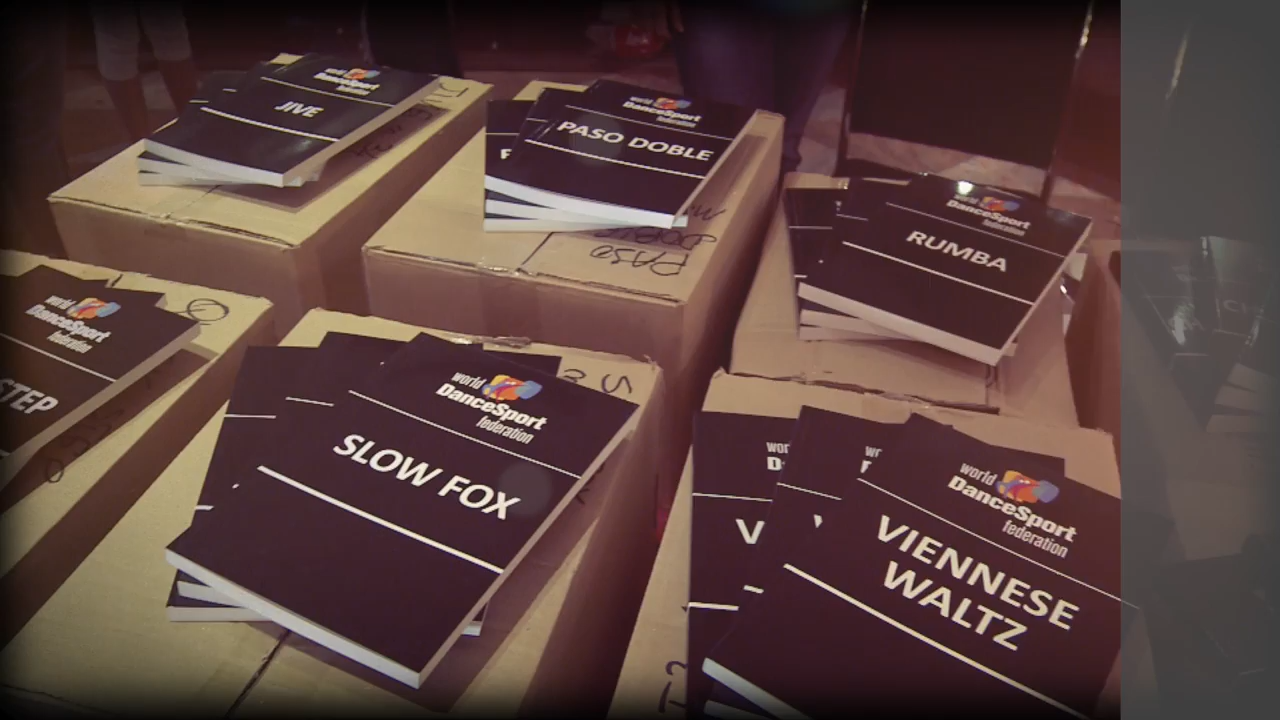 world
DanceSport
federation
JIVE
world
DanceSport
federation
PASO DOBLE
world
DanceSport
federation
RUMBA
world
DanceSport
federation
STEP
world
DanceSport
federation
SLOW FOX
world
DanceSport
federation
VIENNESE
WALTZ
PASO
DOBLE